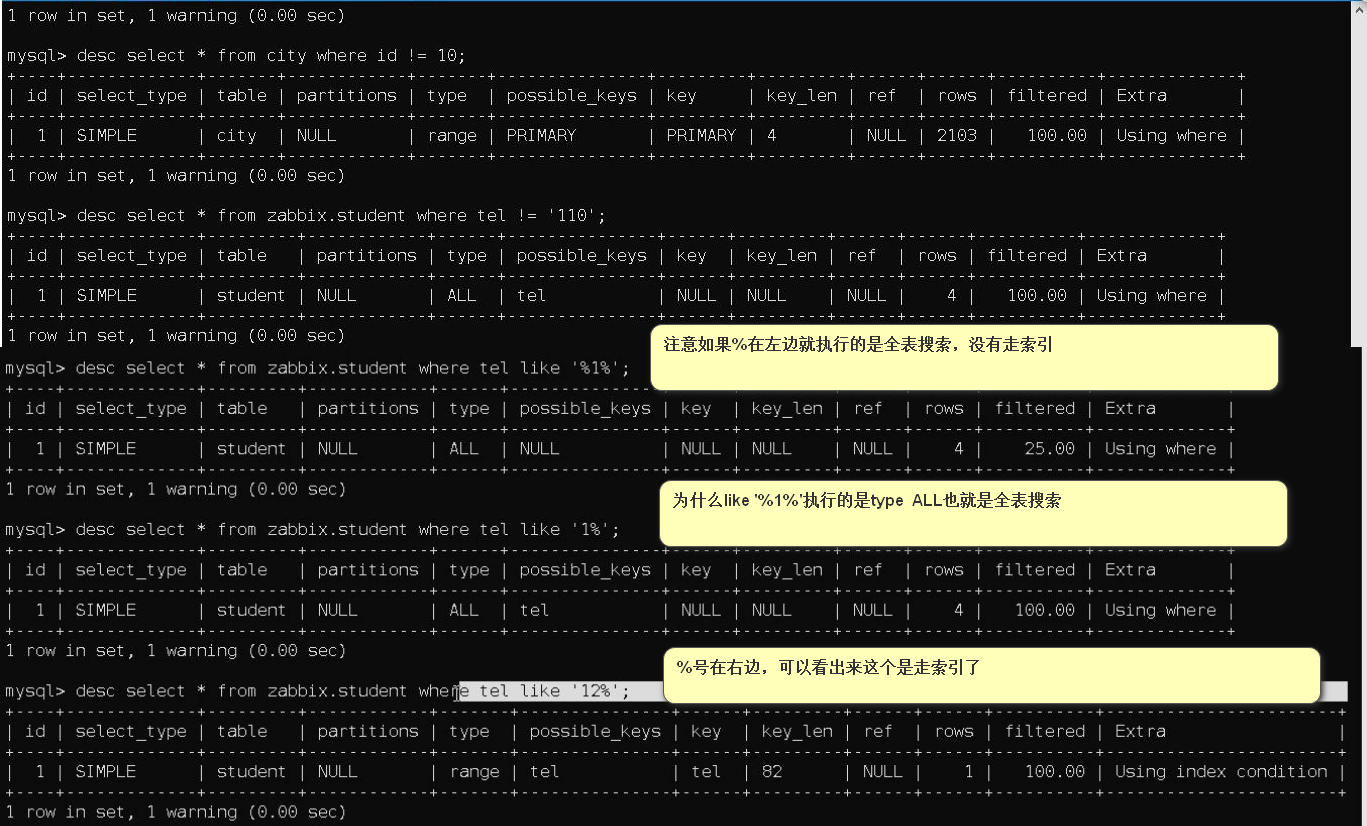 1 row in set, 1 warning (0.00 sec)
mysql> desc select * from city where id != 10;
+----+-------------+-------+------------+-------+---------------+---------+---------+------+------+----------+-------------+
| id | select_type | table | partitions | type  | possible_keys | key     | key_len | ref  | rows | filtered | Extra       |
+----+-------------+-------+------------+-------+---------------+---------+---------+------+------+----------+-------------+
|  1 | SIMPLE      | city  | NULL       | range | PRIMARY       | PRIMARY | 4       | NULL | 2103 |   100.00 | Using where |
+----+-------------+-------+------------+-------+---------------+---------+---------+------+------+----------+-------------+
1 row in set, 1 warning (0.00 sec)
mysql> desc select * from zabbix.student where tel != '110';
+----+-------------+---------+------------+------+---------------+------+---------+------+------+----------+-------------+
| id | select_type | table   | partitions | type | possible_keys | key  | key_len | ref  | rows | filtered | Extra       |
+----+-------------+---------+------------+------+---------------+------+---------+------+------+----------+-------------+
|  1 | SIMPLE      | student | NULL       | ALL  | tel           | NULL | NULL    | NULL |    4 |   100.00 | Using where |
+----+-------------+---------+------------+------+---------------+------+---------+------+------+----------+-------------+
1 row in set, 1 warning (0.00 sec)
注意如果%在左边就执行的是全表搜索，没有走索引
mysql> desc select * from zabbix.student where tel like '%1%';
+----+-------------+---------+------------+------+---------------+------+---------+------+------+----------+-------------+
| id | select_type | table   | partitions | type | possible_keys | key  | key_len | ref  | rows | filtered | Extra       |
+----+-------------+---------+------------+------+---------------+------+---------+------+------+----------+-------------+
|  1 | SIMPLE      | student | NULL       | ALL  | NULL          | NULL | NULL    | NULL |    4 |    25.00 | Using where |
+----+-------------+---------+------------+------+---------------+------+---------+------+------+----------+-------------+
1 row in set, 1 warning (0.00 sec)
为什么like '%1%'执行的是type  ALL也就是全表搜索
mysql> desc select * from zabbix.student where tel like '1%';
+----+-------------+---------+------------+------+---------------+------+---------+------+------+----------+-------------+
| id | select_type | table   | partitions | type | possible_keys | key  | key_len | ref  | rows | filtered | Extra       |
+----+-------------+---------+------------+------+---------------+------+---------+------+------+----------+-------------+
|  1 | SIMPLE      | student | NULL       | ALL  | tel           | NULL | NULL    | NULL |    4 |   100.00 | Using where |
+----+-------------+---------+------------+------+---------------+------+---------+------+------+----------+-------------+
1 row in set, 1 warning (0.00 sec)
%号在右边，可以看出来这个是走索引了
mysql> desc select * from zabbix.student where tel like '12%';
+----+-------------+---------+------------+-------+---------------+-----+---------+------+------+----------+-----------------------+
| id | select_type | table   | partitions | type  | possible_keys | key | key_len | ref  | rows | filtered | Extra                 |
+----+-------------+---------+------------+-------+---------------+-----+---------+------+------+----------+-----------------------+
|  1 | SIMPLE      | student | NULL       | range | tel           | tel | 82      | NULL |    1 |   100.00 | Using index condition |
+----+-------------+---------+------------+-------+---------------+-----+---------+------+------+----------+-----------------------+
1 row in set, 1 warning (0.00 sec)